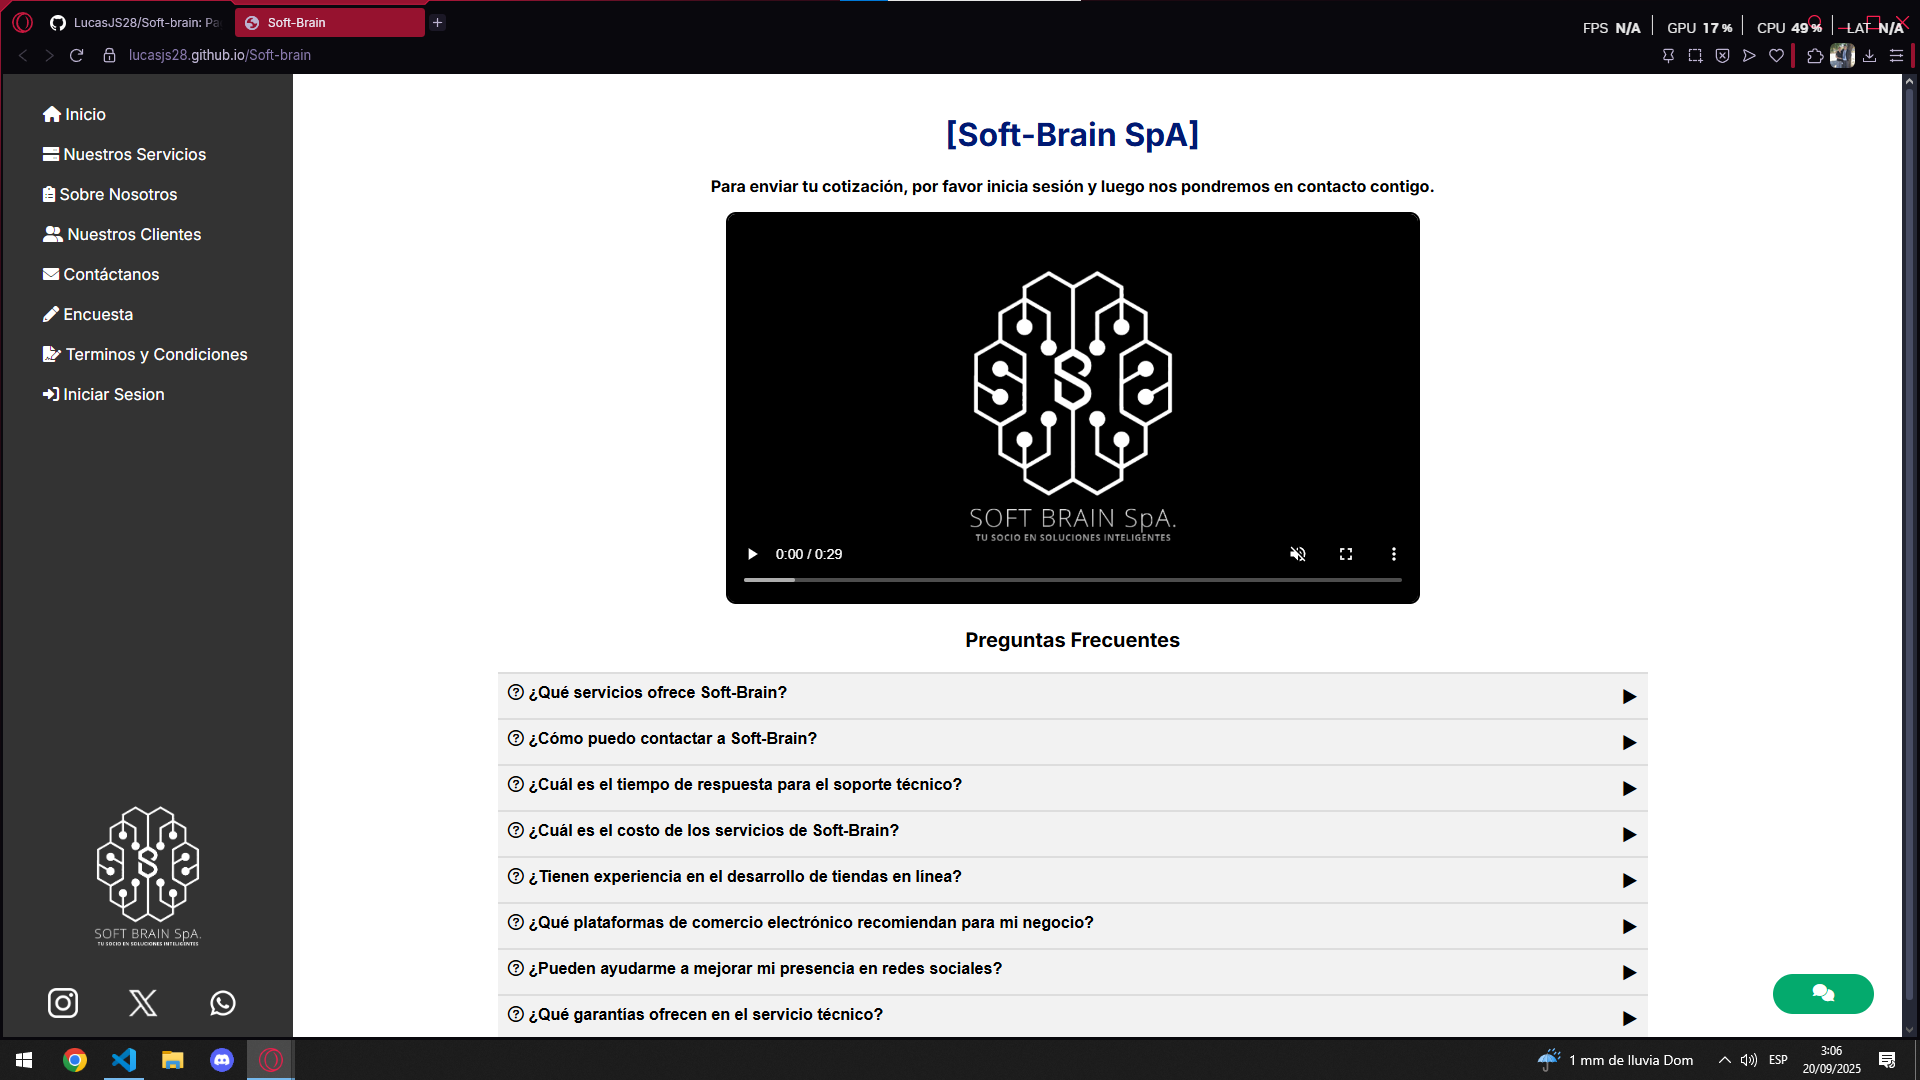 LucasJS28/Soft-brain: Pa
Soft-Brain
FPS N/A GPU 17 % CPU 49 % LAT N/A
lucasjs28.github.io/Soft-brain
Inicio
Nuestros Servicios
Sobre Nosotros
Nuestros Clientes
Contáctanos
Encuesta
Terminos y Condiciones
Iniciar Sesion
SOFT BRAIN SpA.
TU SOCIO EN SOLUCIONES INTELIGENTES
[Soft-Brain SpA]
Para enviar tu cotización, por favor inicia sesión y luego nos pondremos en contacto contigo.
SOFT BRAIN SpA.
TU SOCIO EN SOLUCIONES INTELIGENTES
0:00 / 0:29
Preguntas Frecuentes
¿Qué servicios ofrece Soft-Brain?
¿Cómo puedo contactar a Soft-Brain?
¿Cuál es el tiempo de respuesta para el soporte técnico?
¿Cuál es el costo de los servicios de Soft-Brain?
¿Tienen experiencia en el desarrollo de tiendas en línea?
¿Qué plataformas de comercio electrónico recomiendan para mi negocio?
¿Pueden ayudarme a mejorar mi presencia en redes sociales?
¿Qué garantías ofrecen en el servicio técnico?
1 mm de lluvia Dom
ESP
3:06
20/09/2025